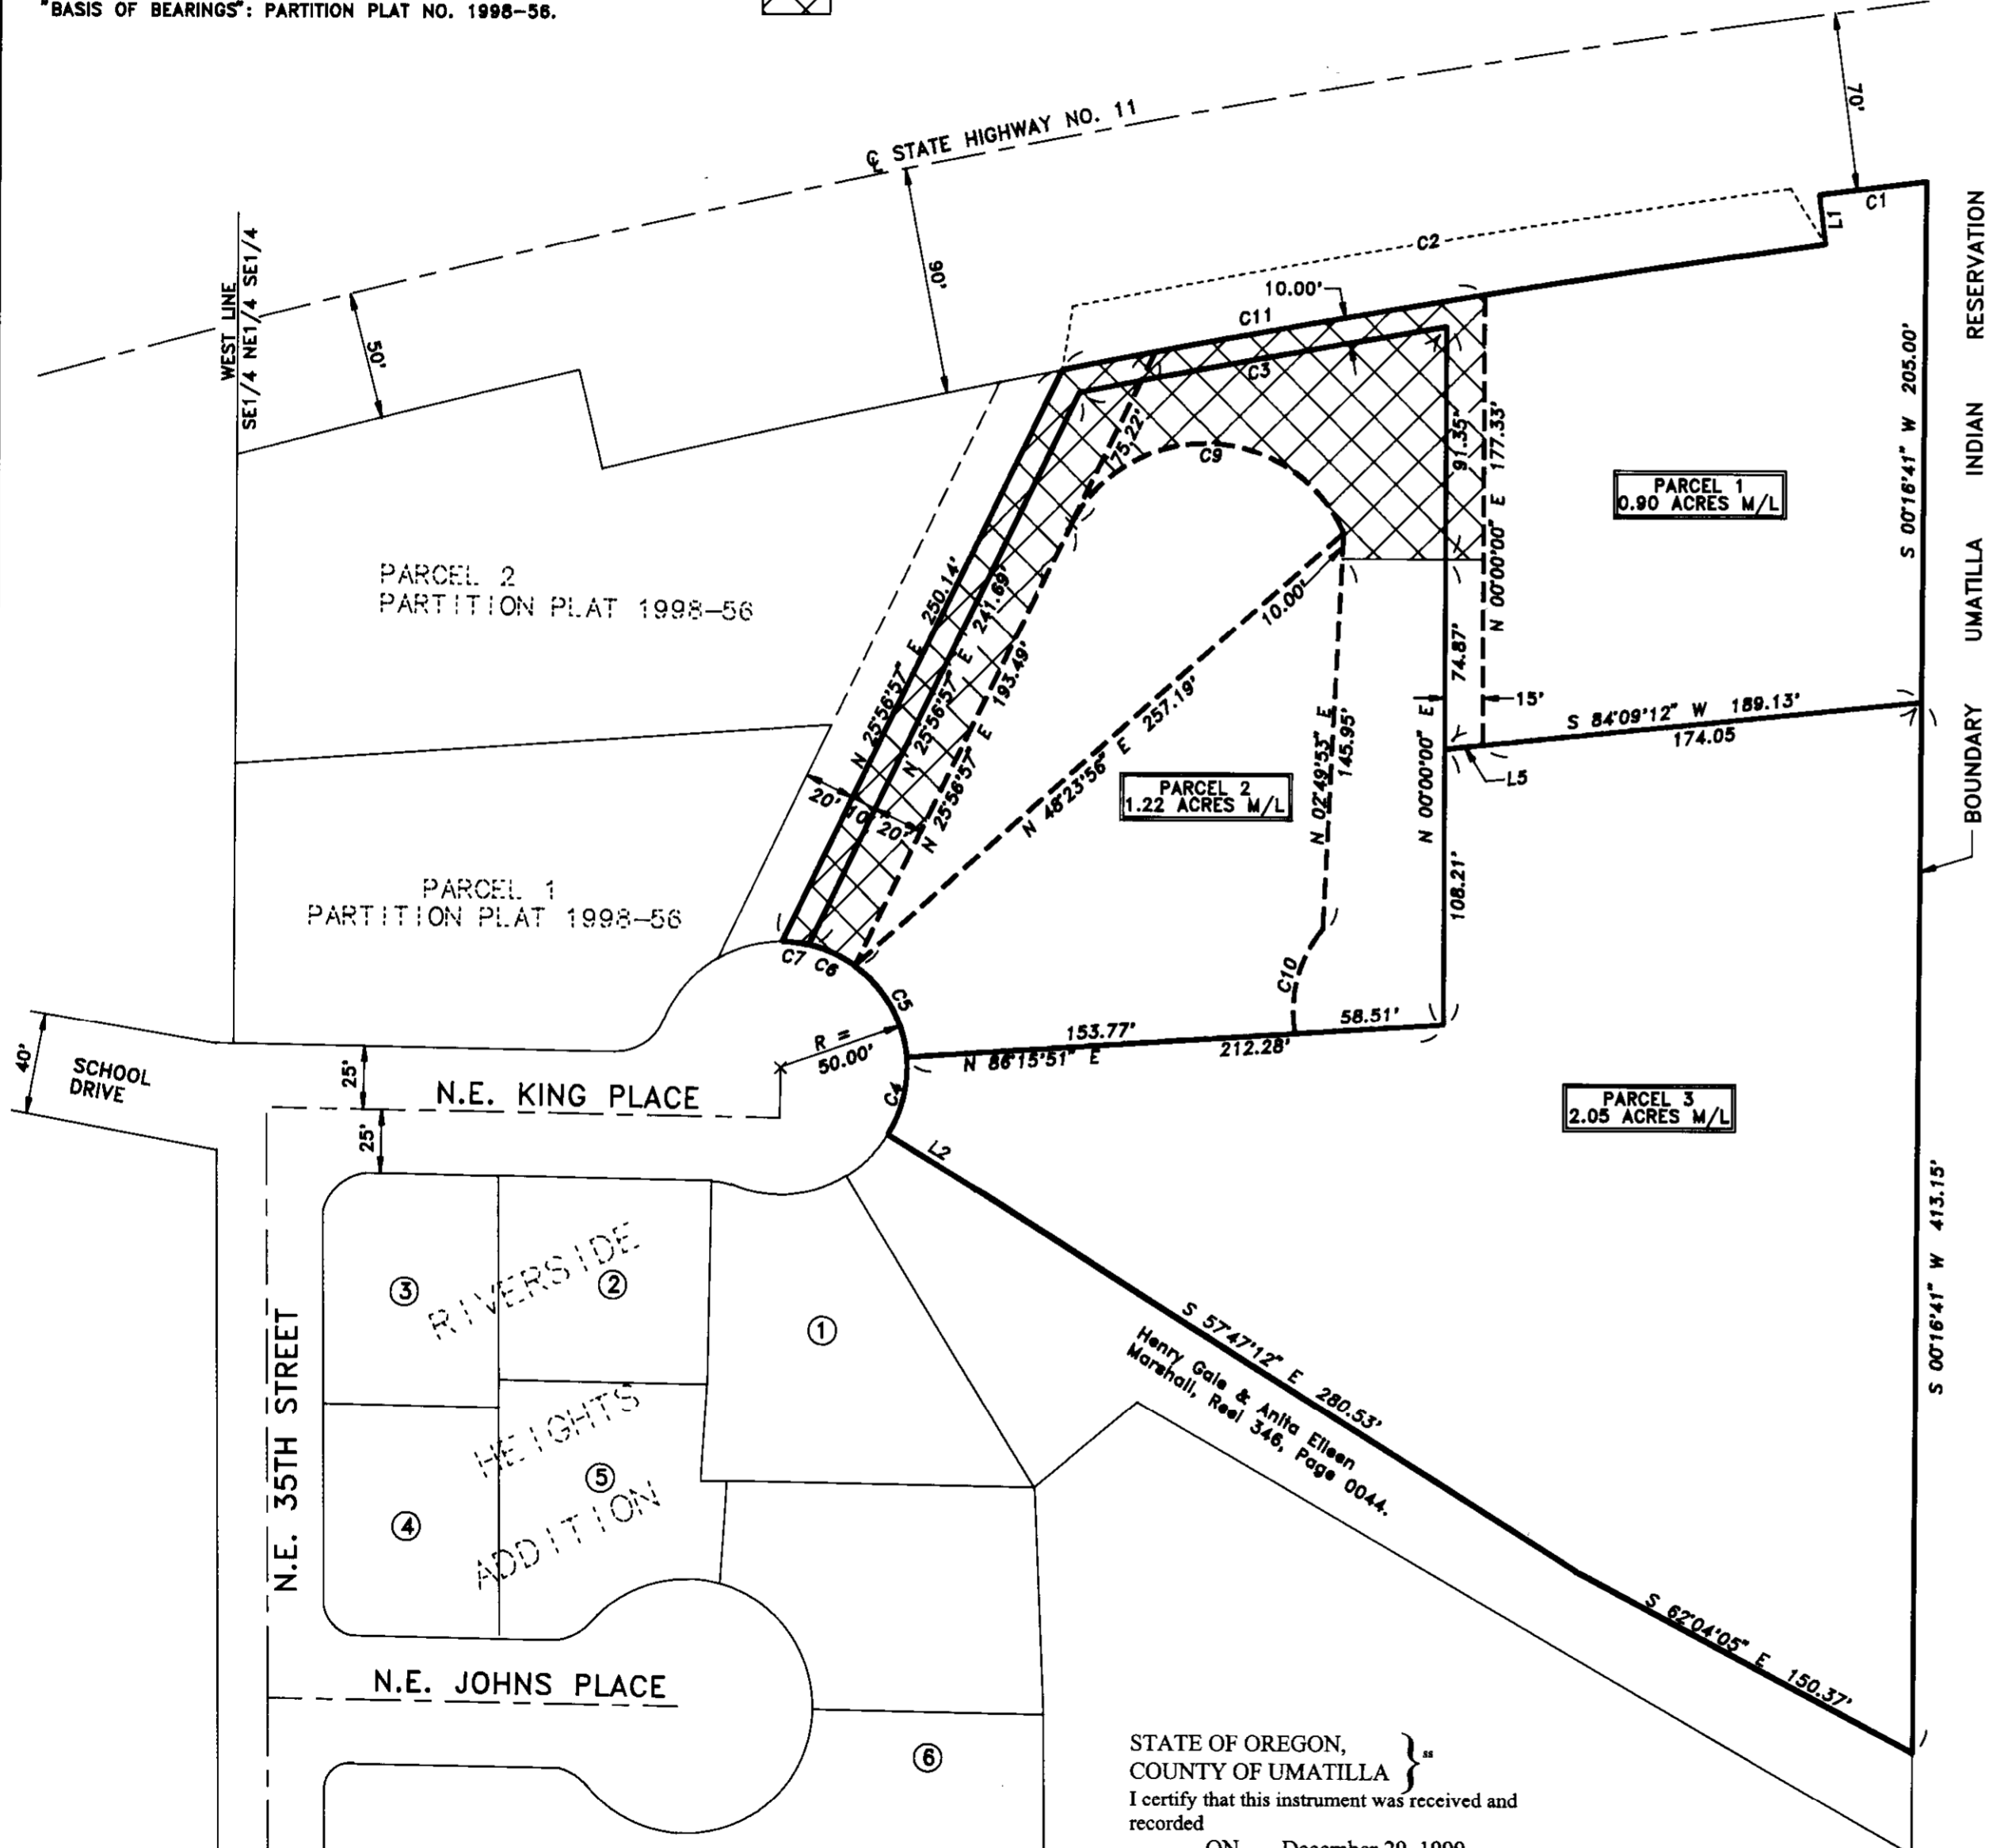 "BASIS OF BEARINGS": PARTITION PLAT NO. 1998-56.
70'
℄ STATE HIGHWAY NO. 11
C1
L1
C2
90'
50'
WEST LINE
SE1/4 NE1/4 SE1/4
10.00'
C11
C3
91.35'
N 00°00'00" E 177.33'
75.22'
C9
PARCEL 1
0.90 ACRES M/L
S 00°16'41" W 205.00'
BOUNDARY UMATILLA INDIAN RESERVATION
PARCEL 2
PARTITION PLAT 1998-56
N 25°56'57" E 250.14'
N 25°56'57" E 241.69'
N 25°56'57" E 193.49'
10.00'
N 48°23'56" E 257.19'
N 02°49'53" E
145.95'
74.87'
15'
S 84°09'12" W 189.13'
174.05
L5
N 00°00'00" E
108.21'
PARCEL 2
1.22 ACRES M/L
20'
10'
20'
PARCEL 1
PARTITION PLAT 1998-56
C7
C6
C5
C10
58.51'
153.77'
N 86°15'51" E
212.28'
R =
50.00'
C4
L2
40'
SCHOOL
DRIVE
25'
N.E. KING PLACE
25'
PARCEL 3
2.05 ACRES M/L
S 00°16'41" W 413.15'
RIVERSIDE
HEIGHTS
ADDITION
3
2
1
4
5
6
N.E. 35TH STREET
S 57°47'12" E 280.53'
Henry Gale & Anita Eileen
Marshall, Reel 346, Page 0044.
S 62°04'05" E 150.37'
N.E. JOHNS PLACE
STATE OF OREGON,
COUNTY OF UMATILLA } ss
I certify that this instrument was received and
recorded
ON December 29, 1999